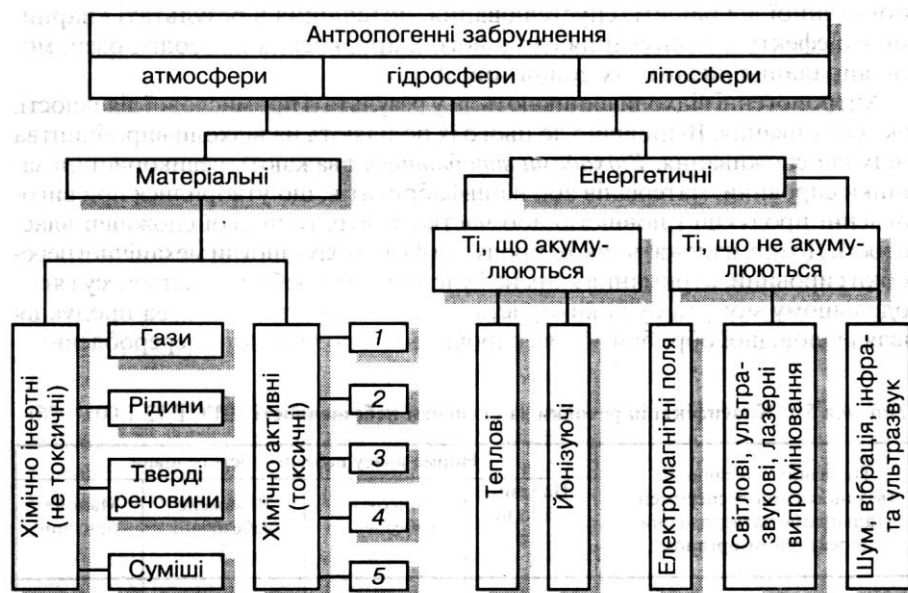 Антропогенні забруднення
атмосфери
гідросфери
літосфери
Матеріальні
Енергетичні
Ті, що акуму-
люються
Ті, що не акуму-
люються
Хімічно інертні
(не токсичні)
Гази
Рідини
Тверді
речовини
Суміші
Хімічно активні
(токсичні)
1
2
3
4
5
Теплові
Йонізуючі
Електромагнітні поля
Світлові, ультра-
звукові, лазерні
випромінювання
Шум, вібрація, інфра-
та ультразвук